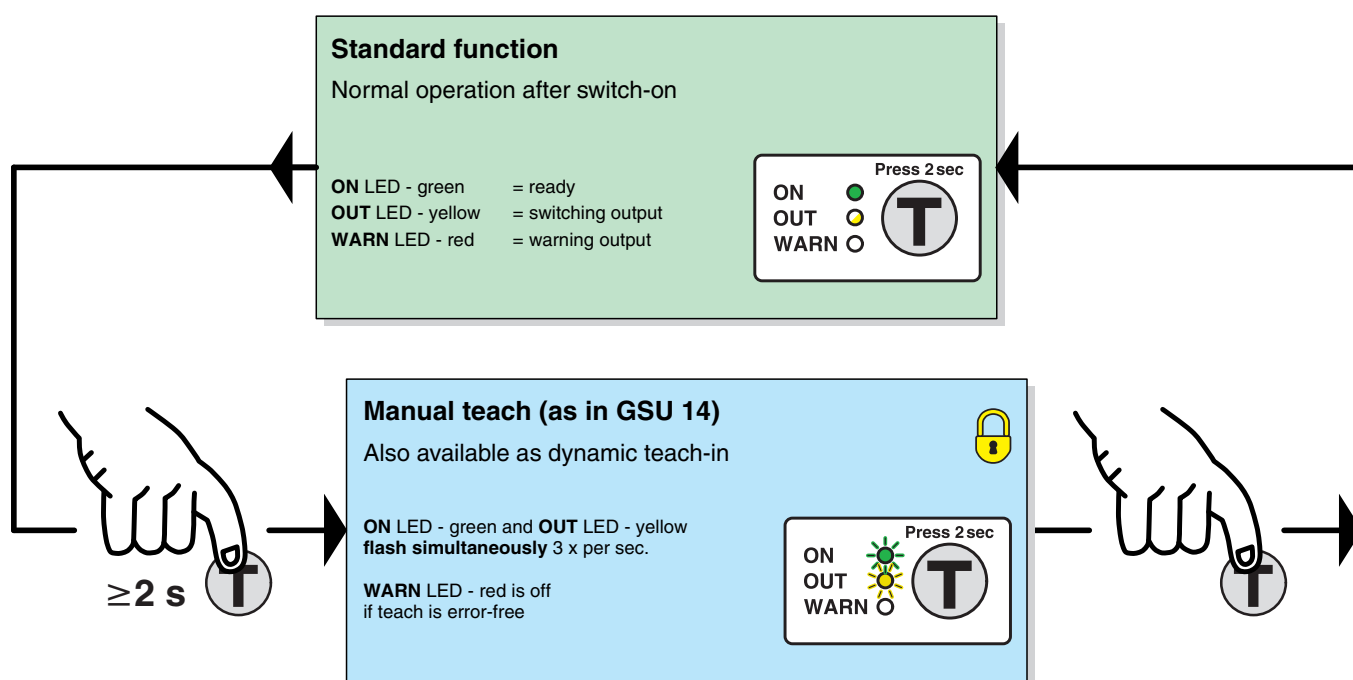 Standard function
Normal operation after switch-on
ON LED - green = ready
OUT LED - yellow = switching output
WARN LED - red = warning output
Press 2 sec
ON
OUT
WARN
T
Manual teach (as in GSU 14)
Also available as dynamic teach-in
ON LED - green and OUT LED - yellow
flash simultaneously 3 x per sec.
WARN LED - red is off
if teach is error-free
Press 2 sec
ON
OUT
WARN
T
≥2 s
T
T